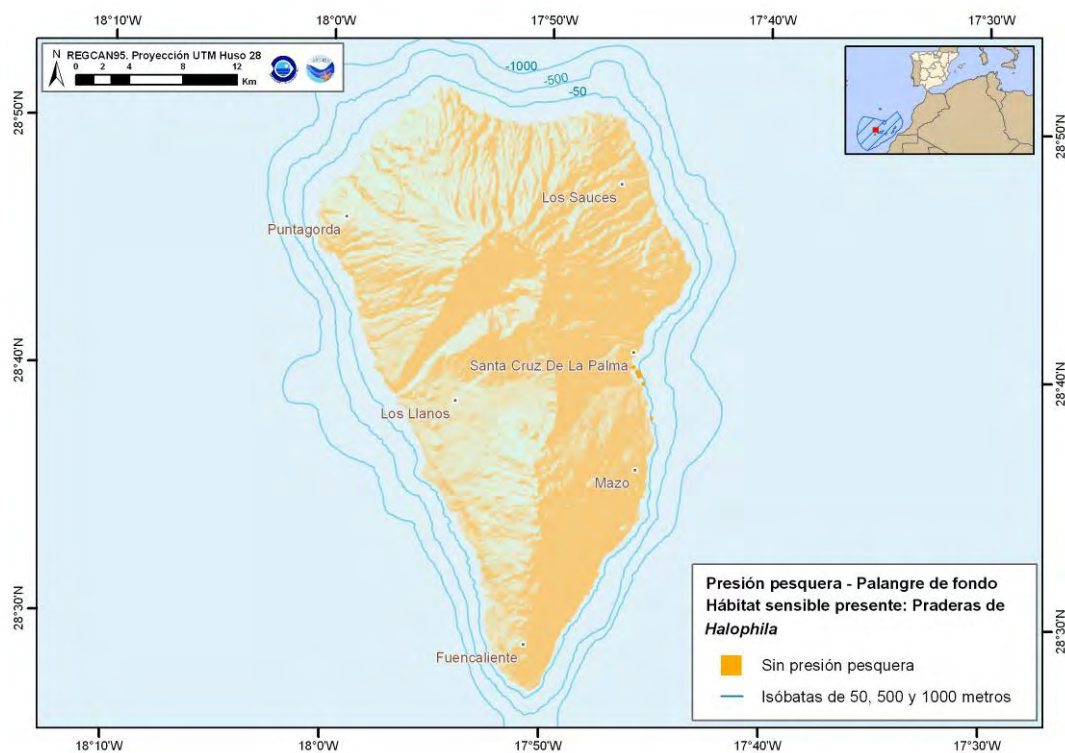 18°10'W 18°0'W 17°50'W 17°40'W 17°30'W
N REGCAN95. Proyección UTM Huso 28
0 2 4 8 12
Km
-1000
-500
-50
28°50'N
28°50'N
Los Sauces
Puntagorda
Santa Cruz De La Palma
28°40'N
28°40'N
Los Llanos
Mazo
28°30'N
28°30'N
Fuencaliente
Presión pesquera - Palangre de fondo
Hábitat sensible presente: Praderas de
Halophila
Sin presión pesquera
Isóbatas de 50, 500 y 1000 metros
18°10'W 18°0'W 17°50'W 17°40'W 17°30'W